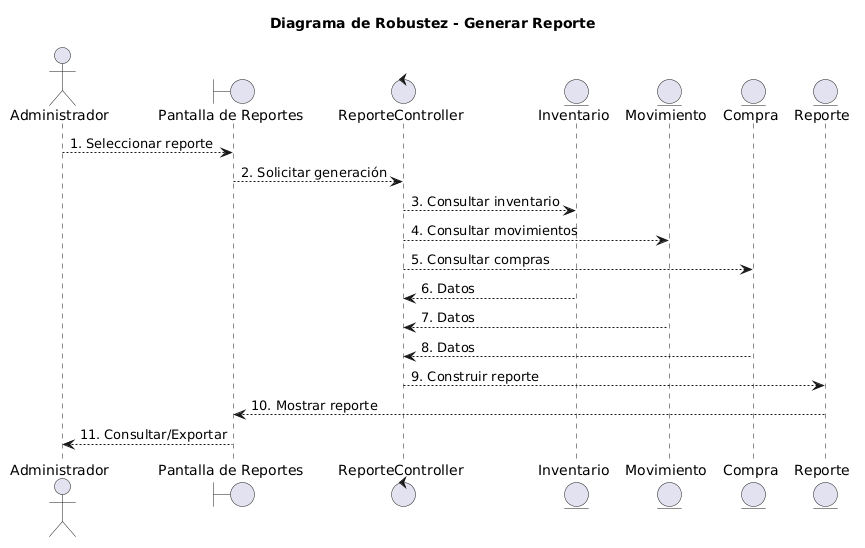 Diagrama de Robustez - Generar Reporte
Administrador Pantalla de Reportes ReporteController Inventario Movimiento Compra Reporte
1. Seleccionar reporte
2. Solicitar generación
3. Consultar inventario
4. Consultar movimientos
5. Consultar compras
6. Datos
7. Datos
8. Datos
9. Construir reporte
10. Mostrar reporte
11. Consultar/Exportar
Administrador Pantalla de Reportes ReporteController Inventario Movimiento Compra Reporte